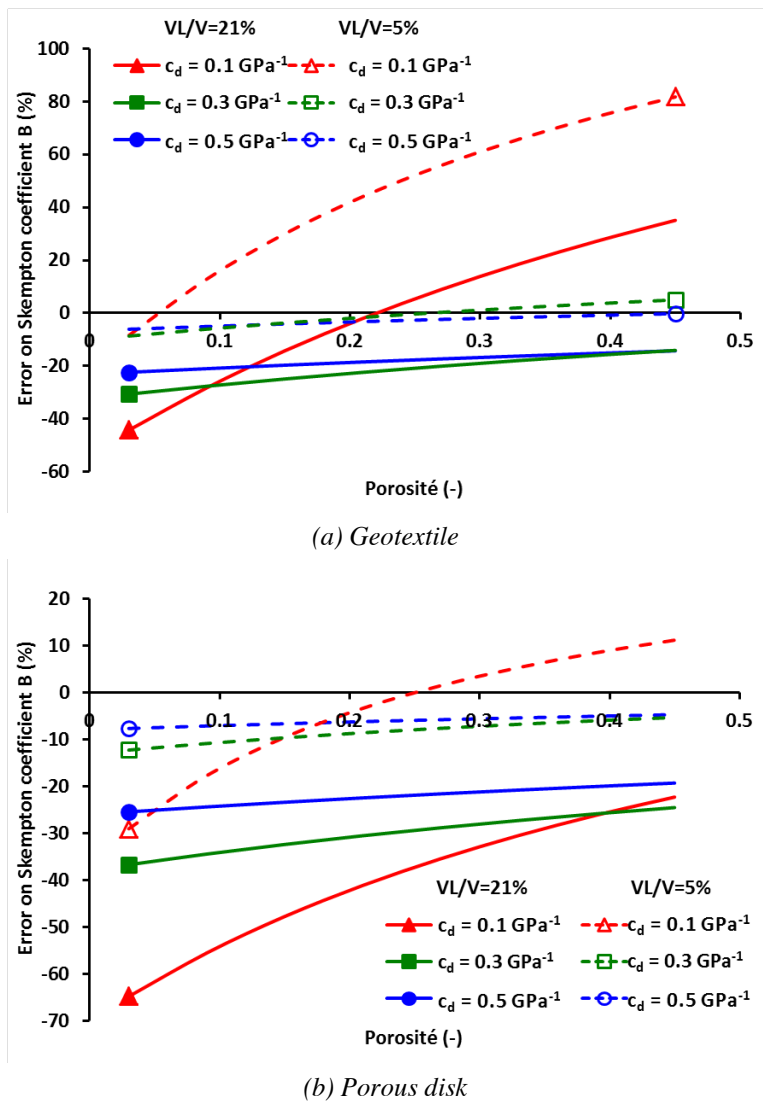 VL/V=21% VL/V=5%
c_d = 0.1 GPa⁻¹ c_d = 0.1 GPa⁻¹
c_d = 0.3 GPa⁻¹ c_d = 0.3 GPa⁻¹
c_d = 0.5 GPa⁻¹ c_d = 0.5 GPa⁻¹
Error on Skempton coefficient B (%)
100
80
60
40
20
0
-20
-40
-60
0 0.1 0.2 0.3 0.4 0.5
Porosité (-)
(a) Geotextile
Error on Skempton coefficient B (%)
20
10
0
-10
-20
-30
-40
-50
-60
-70
0 0.1 0.2 0.3 0.4 0.5
VL/V=21% VL/V=5%
c_d = 0.1 GPa⁻¹ c_d = 0.1 GPa⁻¹
c_d = 0.3 GPa⁻¹ c_d = 0.3 GPa⁻¹
c_d = 0.5 GPa⁻¹ c_d = 0.5 GPa⁻¹
Porosité (-)
(b) Porous disk